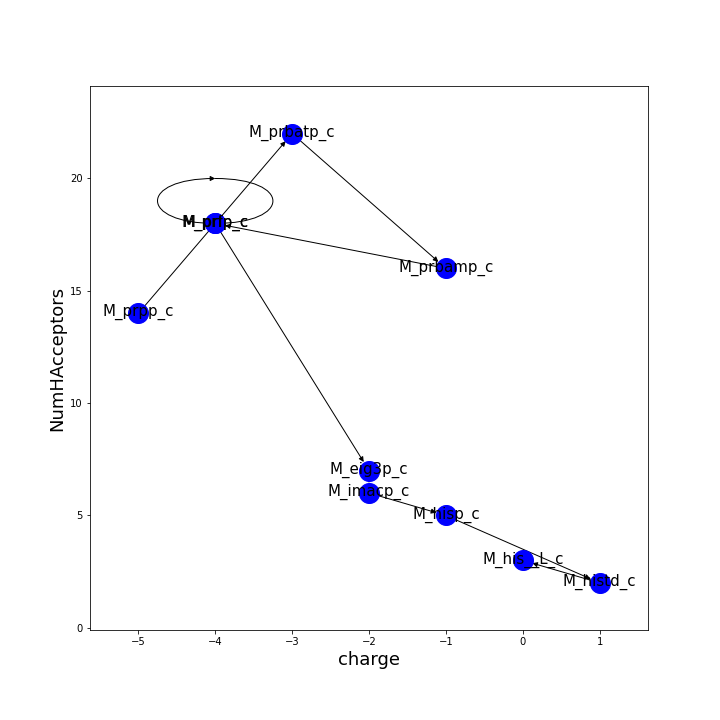 M_prbatp_c
20
M_prbamp_c
15
M_prpp_c
NumHAcceptors
10
M_eig3p_c
M_imacp_c
5
M_hisp_c
M_his__L_c
M_histd_c
0
−5 −4 −3 −2 −1 0 1
charge